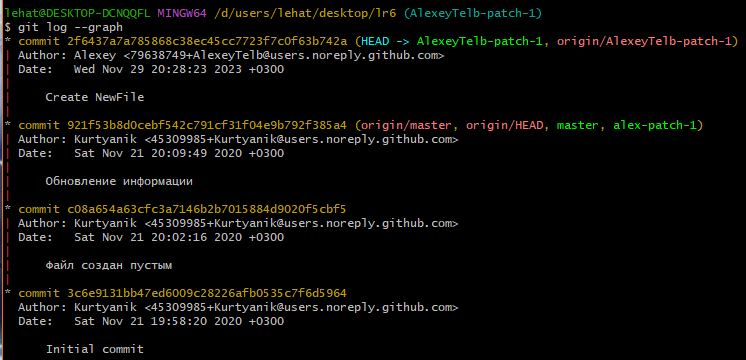 lehat@DESKTOP-DCNQQFL MINGW64 /d/users/lehat/desktop/lr6 (AlexeyTelb-patch-1)
$ git log --graph
* commit 2f6437a7a785868c38ec45cc7723f7c0f63b742a (HEAD -> AlexeyTelb-patch-1, origin/AlexeyTelb-patch-1)
| Author: Alexey <79638749+AlexeyTelb@users.noreply.github.com>
| Date:   Wed Nov 29 20:28:23 2023 +0300
|
|     Create NewFile
|
* commit 921f53b8d0cebf542c791cf31f04e9b792f385a4 (origin/master, origin/HEAD, master, alex-patch-1)
| Author: Kurtyanik <45309985+Kurtyanik@users.noreply.github.com>
| Date:   Sat Nov 21 20:09:49 2020 +0300
|
|     Обновление информации
|
* commit c08a654a63cfc3a7146b2b7015884d9020f5cbf5
| Author: Kurtyanik <45309985+Kurtyanik@users.noreply.github.com>
| Date:   Sat Nov 21 20:02:16 2020 +0300
|
|     Файл создан пустым
|
* commit 3c6e9131bb47ed6009c28226afb0535c7f6d5964
  Author: Kurtyanik <45309985+Kurtyanik@users.noreply.github.com>
  Date:   Sat Nov 21 19:58:20 2020 +0300

      Initial commit